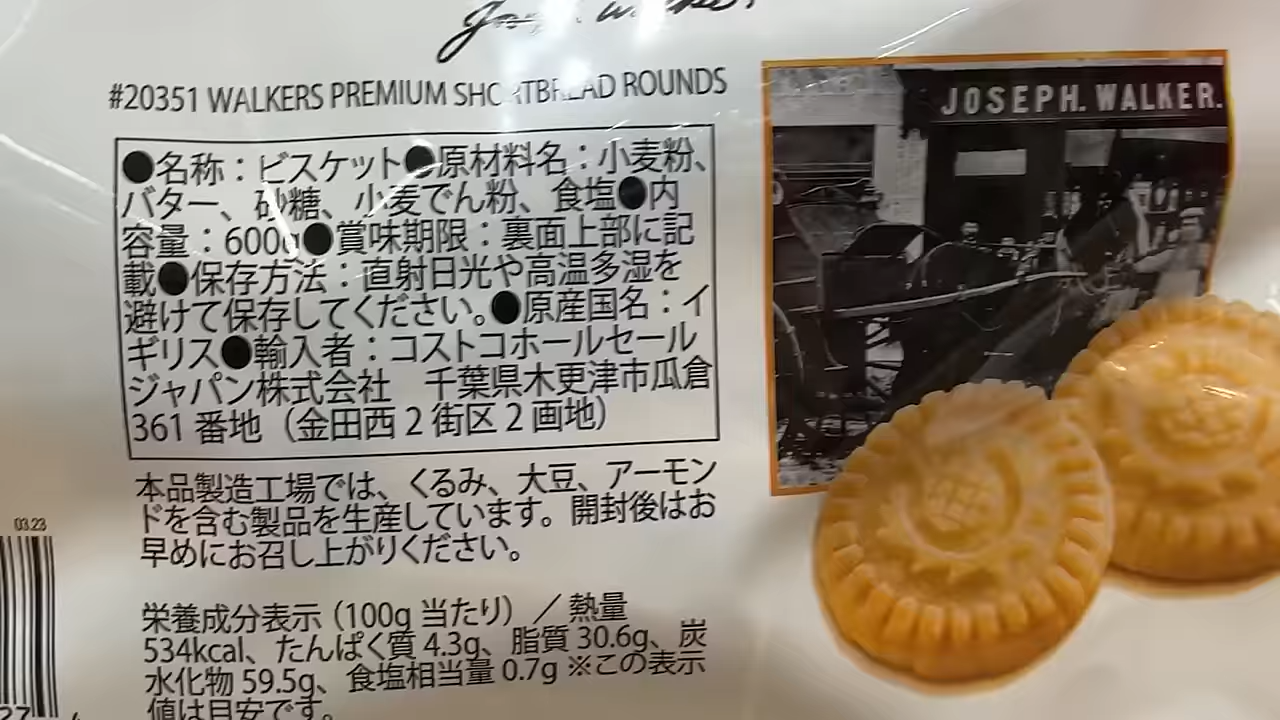 #20351 WALKERS PREMIUM SHORTBREAD ROUNDS
JOSEPH. WALKER.
●名称：ビスケット●原材料名：小麦粉、
バター、砂糖、小麦でん粉、食塩●内
容量：600g●賞味期限：裏面上部に記
載●保存方法：直射日光や高温多湿を
避けて保存してください。●原産国名：イ
ギリス●輸入者：コストコホールセール
ジャパン株式会社　千葉県木更津市瓜倉
361 番地（金田西 2 街区 2 画地）
本品製造工場では、くるみ、大豆、アーモン
ドを含む製品を生産しています。開封後はお
早めにお召し上がりください。
03.23
栄養成分表示（100g 当たり）／熱量
534kcal、たんぱく質 4.3g、脂質 30.6g、炭
水化物 59.5g、食塩相当量 0.7g ※この表示
値は目安です。